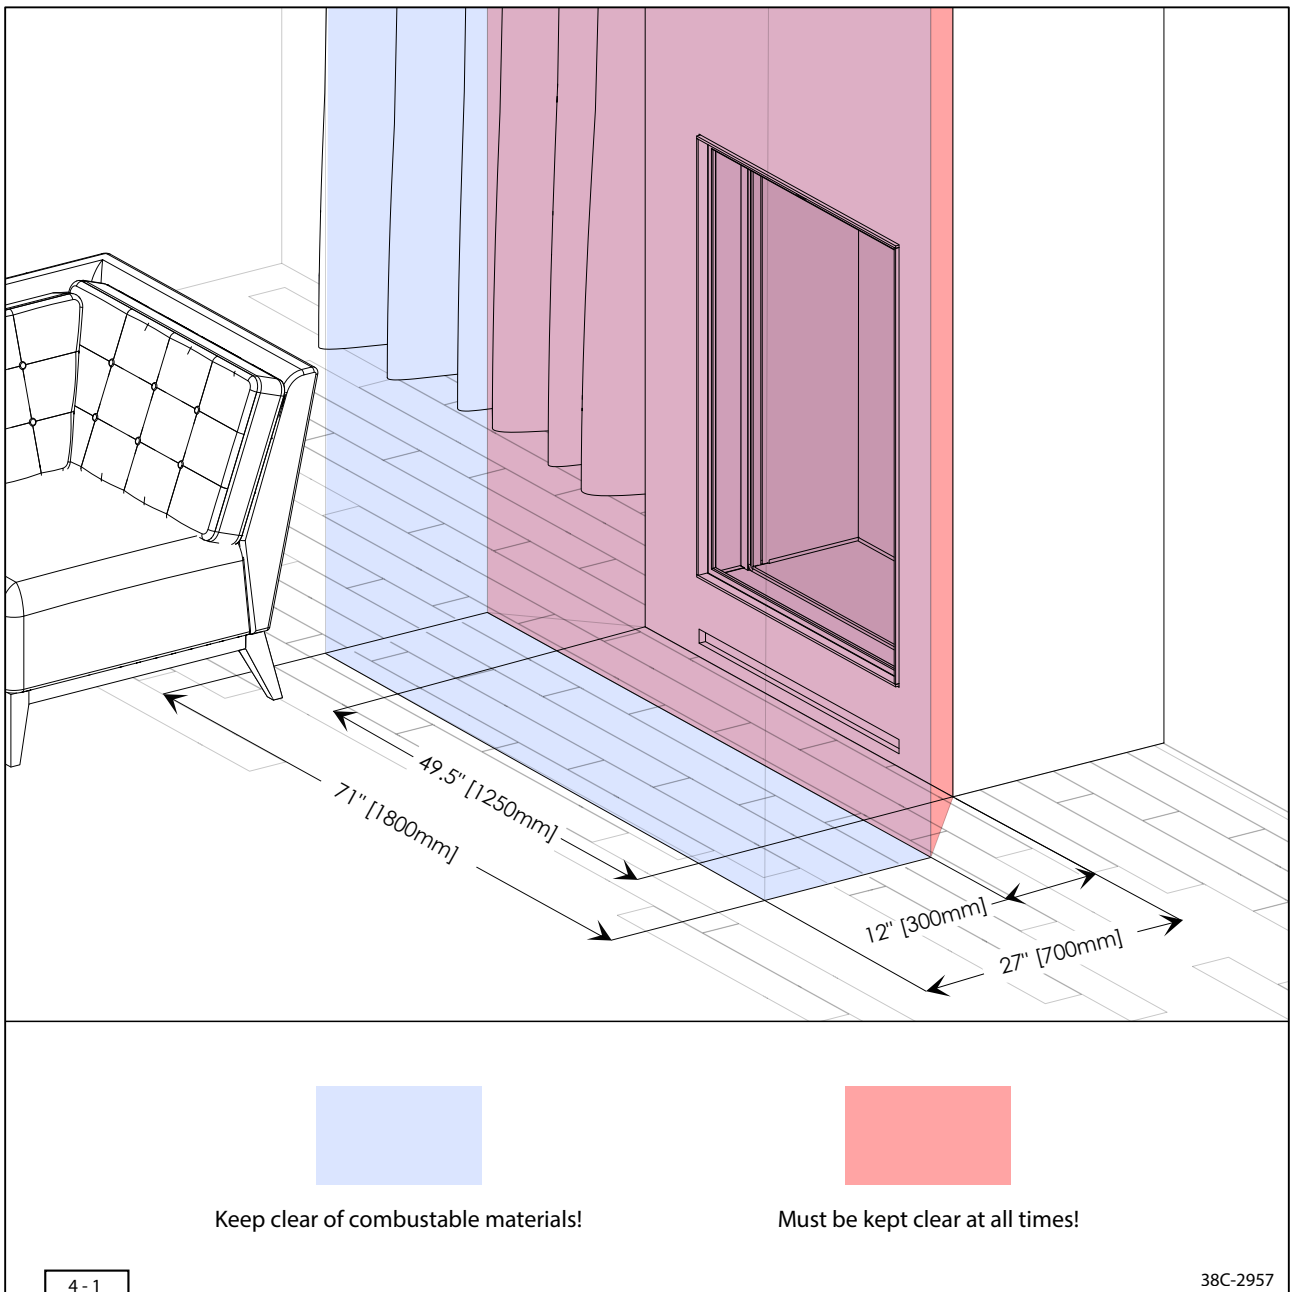 49.5" [1250mm]
71" [1800mm]
12" [300mm]
27" [700mm]
Keep clear of combustable materials!
Must be kept clear at all times!
4 - 1
38C-2957